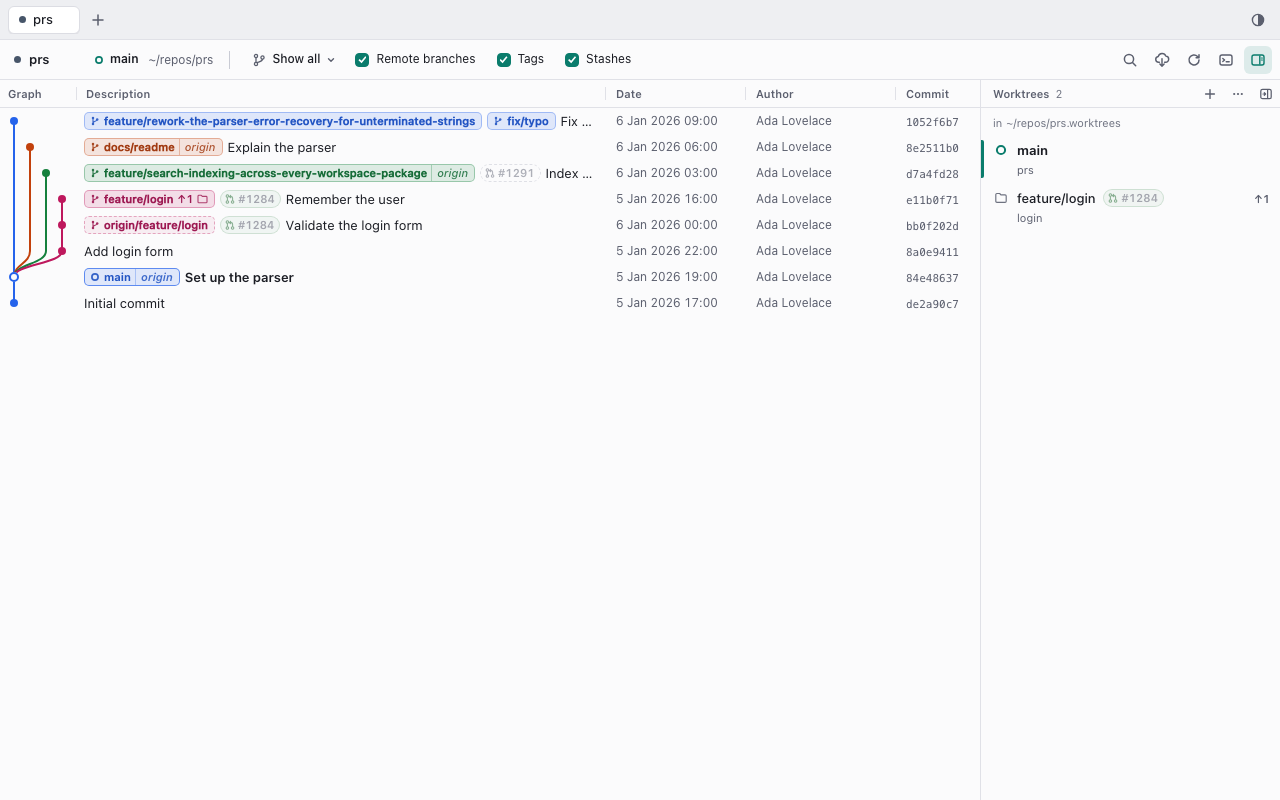 prs
prs main ~/repos/prs Show all Remote branches Tags Stashes
Graph Description Date Author Commit Worktrees 2
feature/rework-the-parser-error-recovery-for-unterminated-strings fix/typo Fix ... 6 Jan 2026 09:00 Ada Lovelace 1052f6b7
in ~/repos/prs.worktrees
docs/readme origin Explain the parser 6 Jan 2026 06:00 Ada Lovelace 8e2511b0
main
prs
feature/search-indexing-across-every-workspace-package origin #1291 Index ... 6 Jan 2026 03:00 Ada Lovelace d7a4fd28
feature/login ↑1 #1284 Remember the user 5 Jan 2026 16:00 Ada Lovelace e11b0f71
feature/login #1284 ↑1
login
origin/feature/login #1284 Validate the login form 6 Jan 2026 00:00 Ada Lovelace bb0f202d
Add login form 5 Jan 2026 22:00 Ada Lovelace 8a0e9411
main origin Set up the parser 5 Jan 2026 19:00 Ada Lovelace 84e48637
Initial commit 5 Jan 2026 17:00 Ada Lovelace de2a90c7